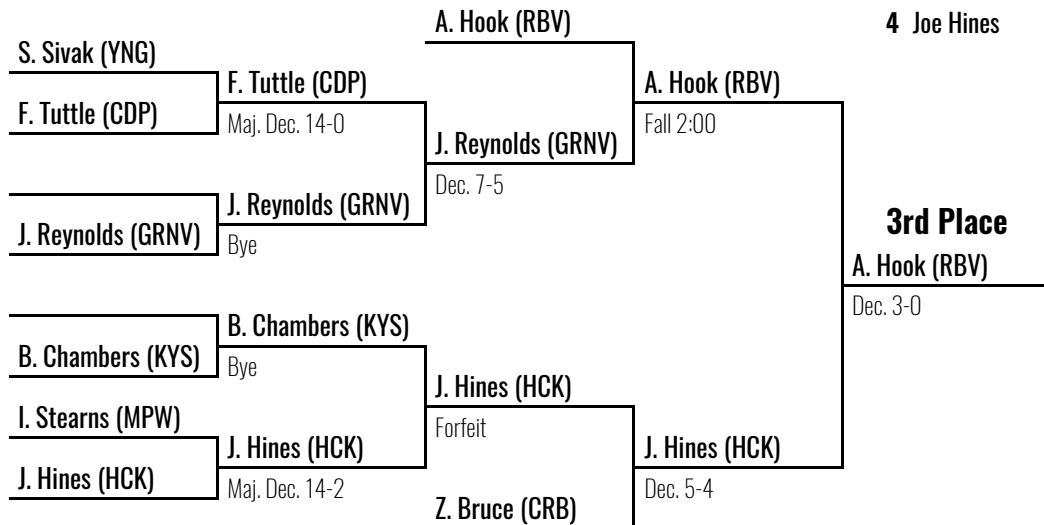 A. Hook (RBV)
4 Joe Hines
S. Sivak (YNG)
F. Tuttle (CDP)
A. Hook (RBV)
F. Tuttle (CDP)
Maj. Dec. 14-0
Fall 2:00
J. Reynolds (GRNV)
Dec. 7-5
J. Reynolds (GRNV)
J. Reynolds (GRNV)
Bye
3rd Place
A. Hook (RBV)
Dec. 3-0
B. Chambers (KYS)
B. Chambers (KYS)
Bye
J. Hines (HCK)
I. Stearns (MPW)
Forfeit
J. Hines (HCK)
J. Hines (HCK)
J. Hines (HCK)
Maj. Dec. 14-2
Dec. 5-4
Z. Bruce (CRB)